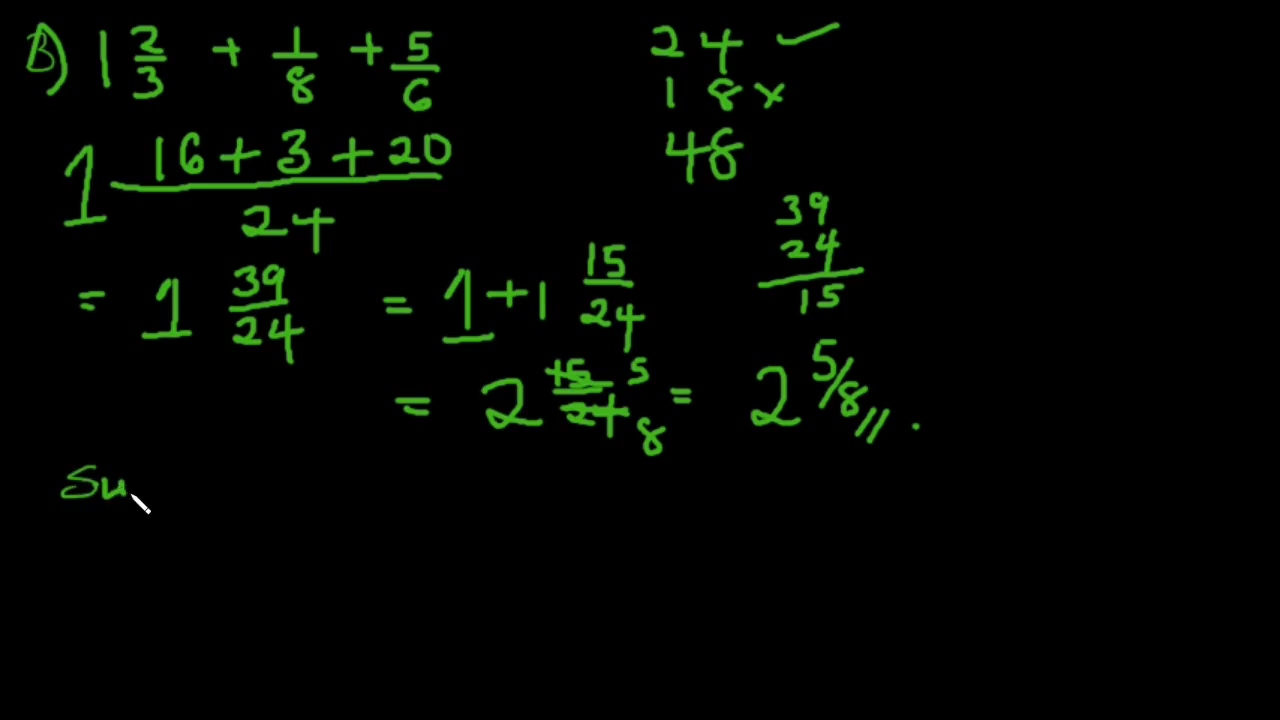 B) 1 2/3 + 1/8 + 5/6
24 ✓
18 x
48
1 16 + 3 + 20 / 24
39
24
15
= 1 39/24 = 1 + 1 15/24
= 2 15/24 5 8 = 2 5/8 // .
Su